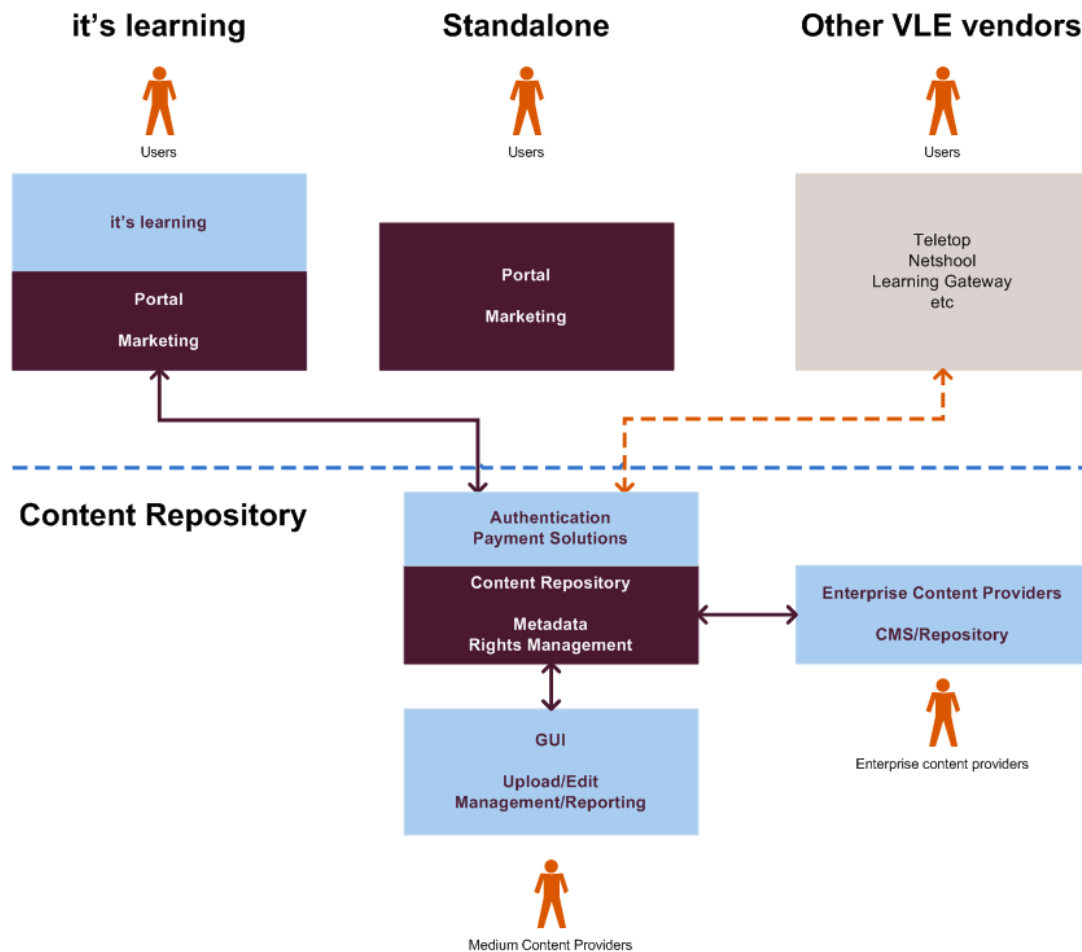 it's learning
Standalone
Other VLE vendors
Users
Users
Users
it's learning
Portal
Marketing
Portal
Marketing
Teletop
Netshool
Learning Gateway
etc
Content Repository
Authentication
Payment Solutions
Content Repository
Metadata
Rights Management
Enterprise Content Providers
CMS/Repository
Enterprise content providers
GUI
Upload/Edit
Management/Reporting
Medium Content Providers